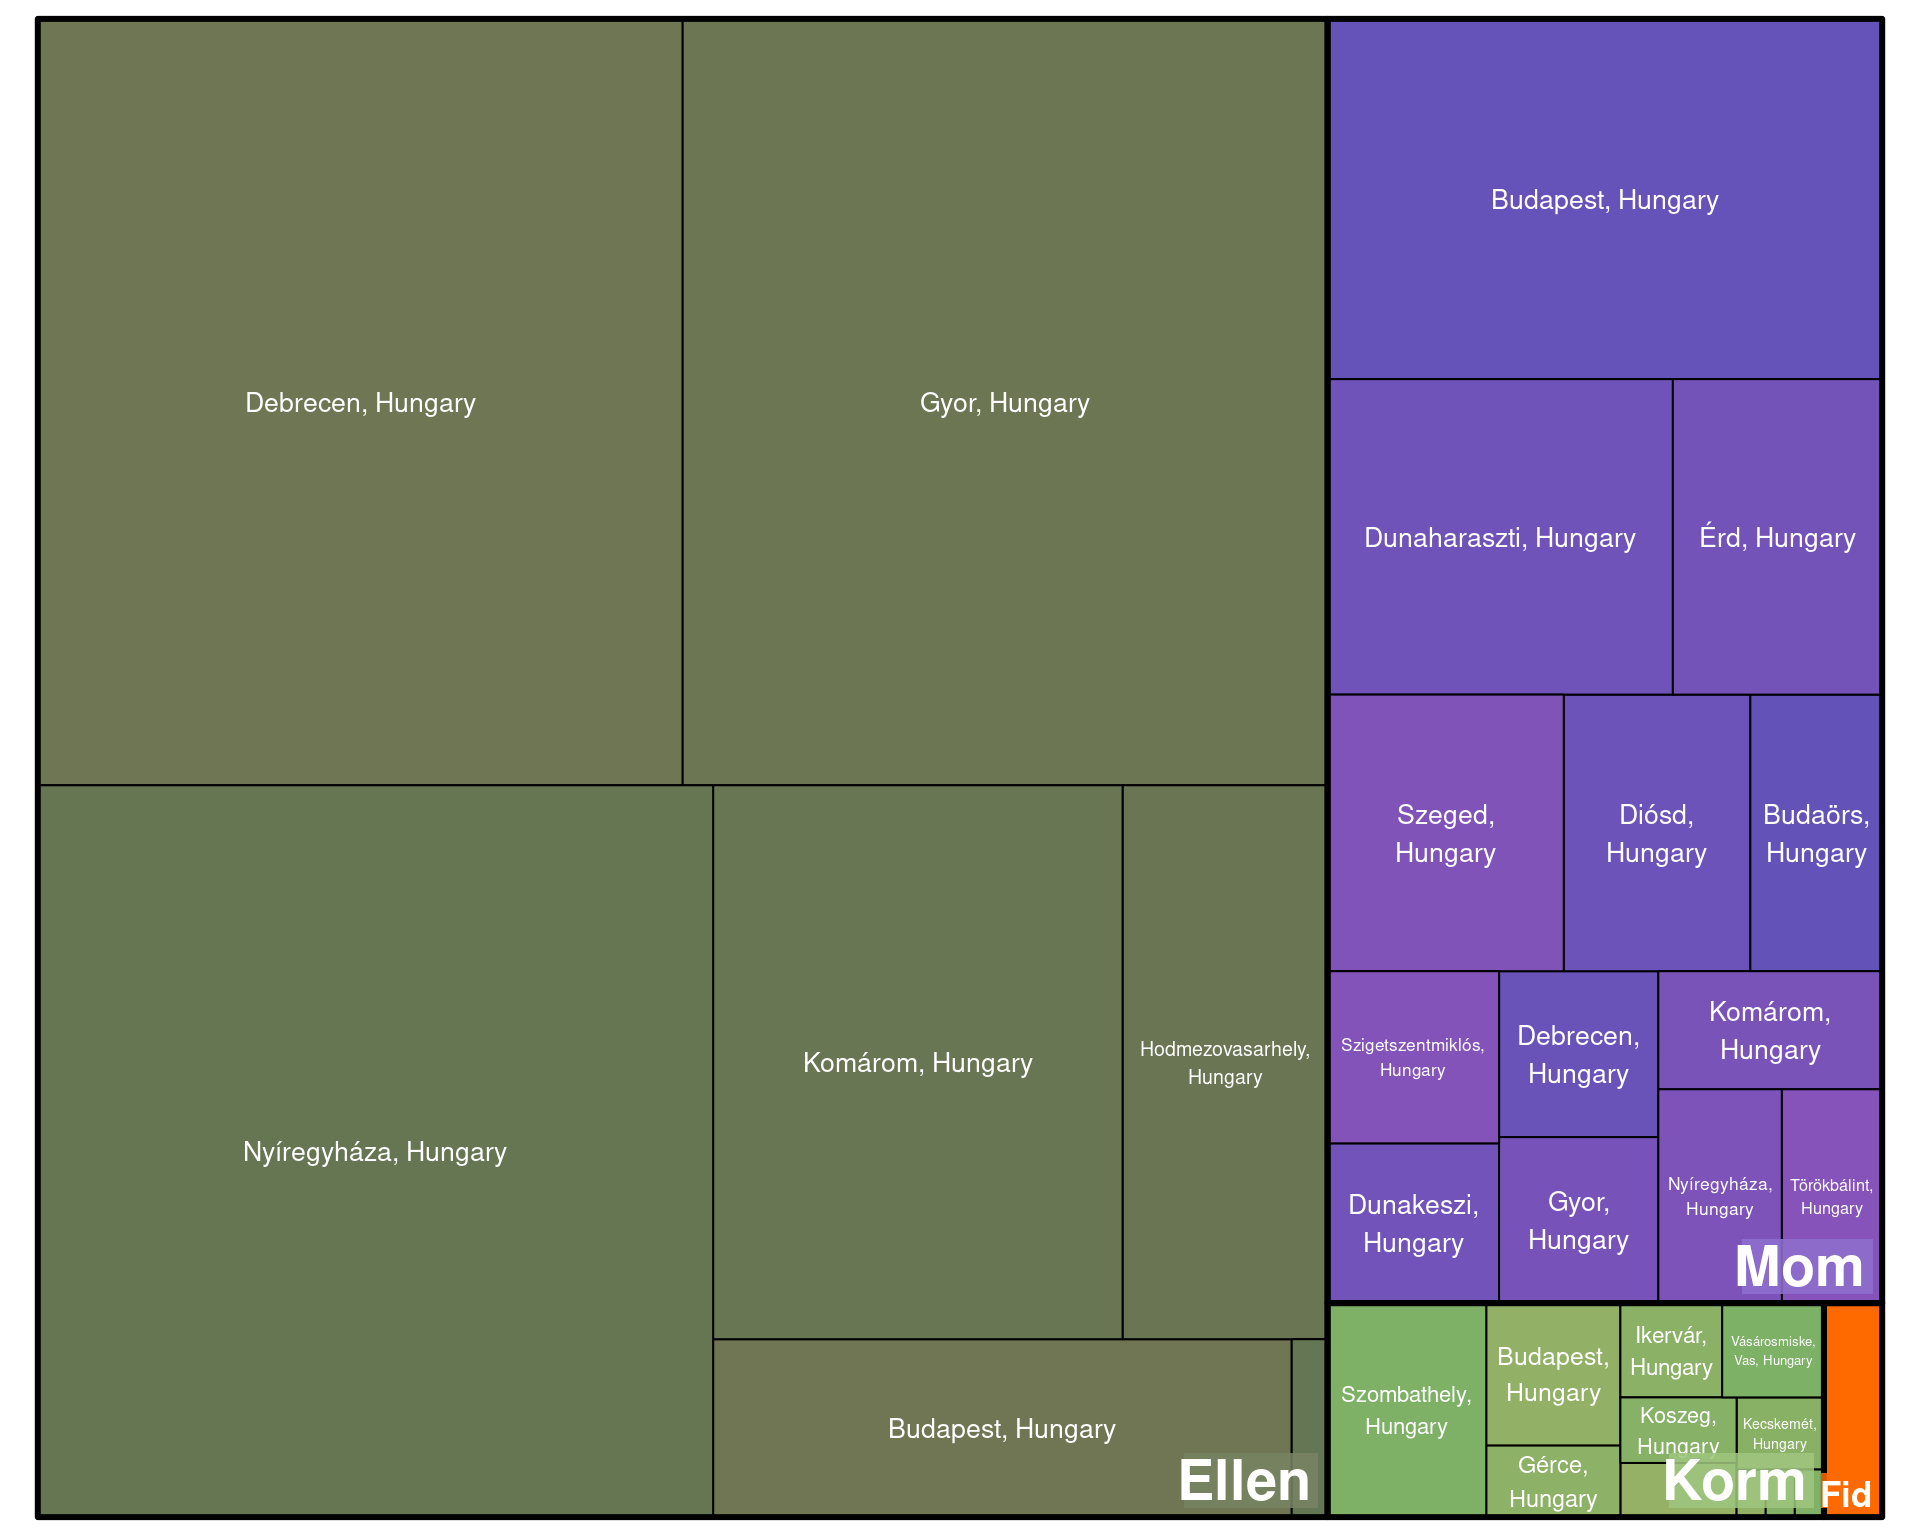 Debrecen, Hungary
Gyor, Hungary
Nyíregyháza, Hungary
Komárom, Hungary
Hodmezovasarhely,
Hungary
Budapest, Hungary
Ellen
Budapest, Hungary
Dunaharaszti, Hungary
Érd, Hungary
Szeged,
Hungary
Diósd,
Hungary
Budaörs,
Hungary
Szigetszentmiklós,
Hungary
Debrecen,
Hungary
Komárom,
Hungary
Dunakeszi,
Hungary
Gyor,
Hungary
Nyíregyháza,
Hungary
Törökbálint,
Hungary
Mom
Szombathely,
Hungary
Budapest,
Hungary
Ikervár,
Hungary
Vásárosmiske,
Vas, Hungary
Koszeg,
Hungary
Kecskemét,
Hungary
Gérce,
Hungary
Korm
Fid